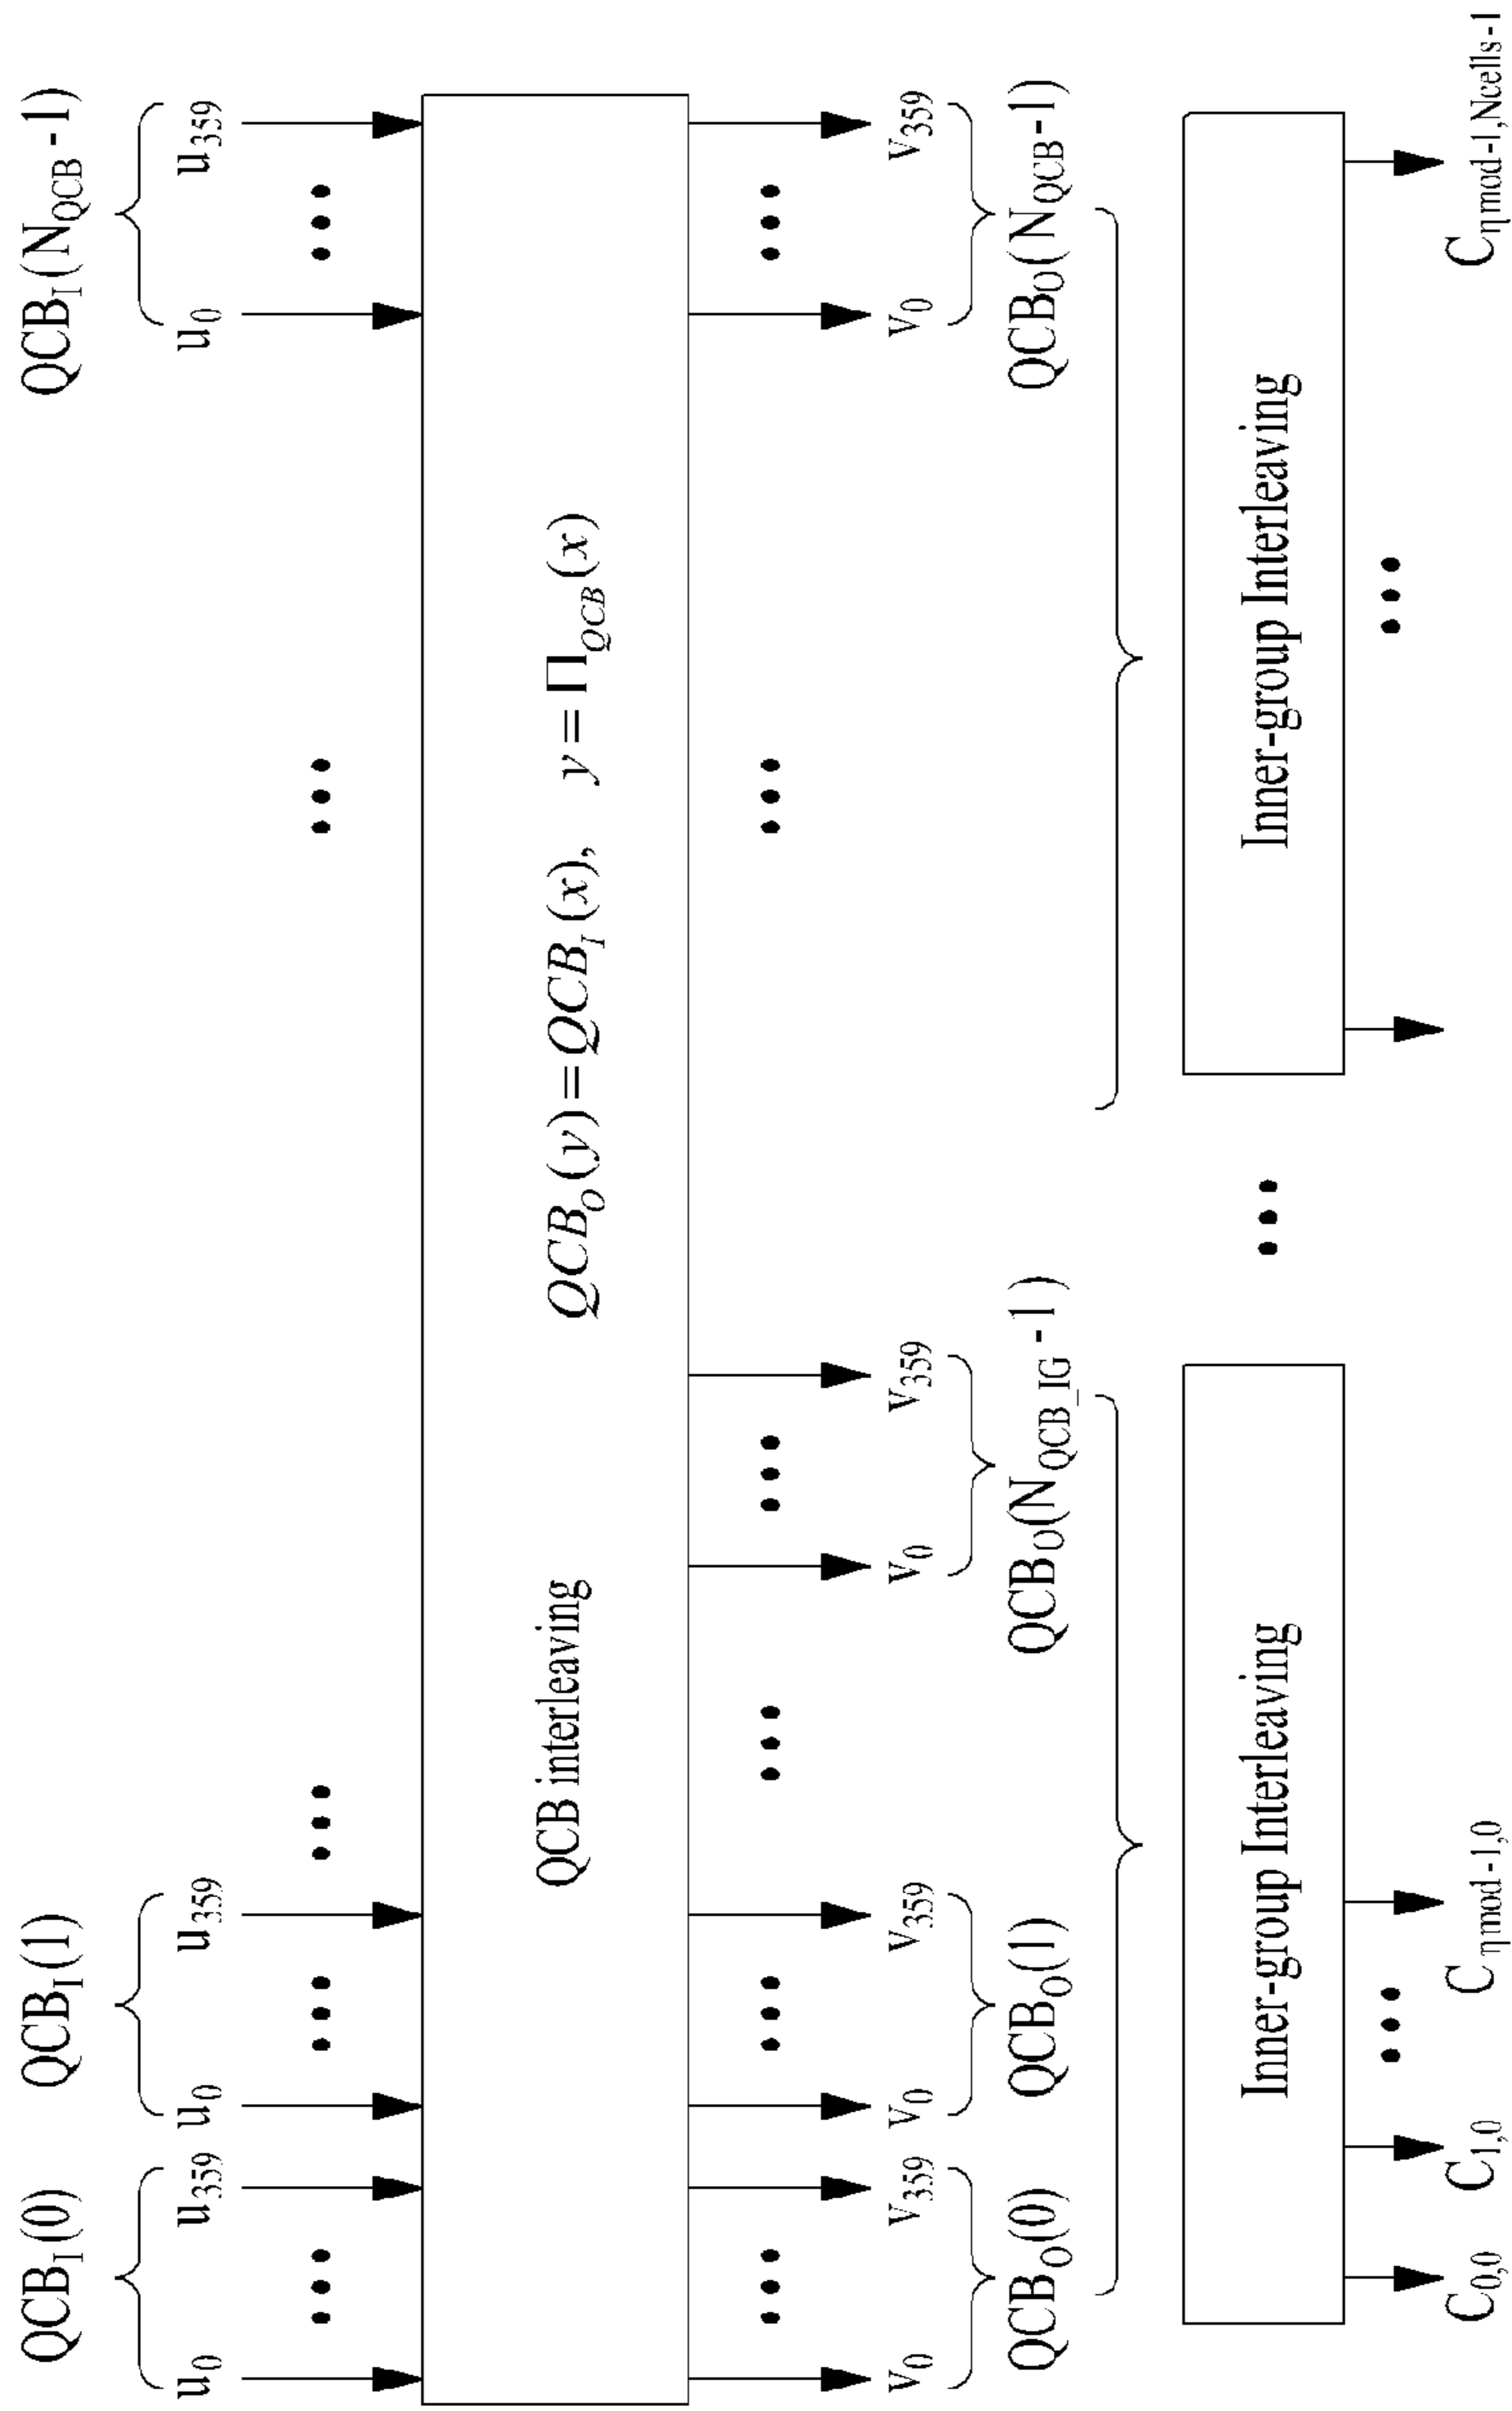 QCB_I(0) QCB_I(1) QCB_I(N_QCB-1)
u_0 u_359 u_0 u_359 u_0 u_359
QCB interleaving QCB_O(y)=QCB_I(x), y=Π_QCB(x)
v_0 v_359 v_0 v_359 v_0 v_359 v_0 v_359
QCB_O(0) QCB_O(1) QCB_O(N_QCB_IG-1) QCB_O(N_QCB-1)
Inner-group Interleaving Inner-group Interleaving
C_0,0 C_1,0 C_ηmod-1,0 C_ηmod-1,Ncells-1